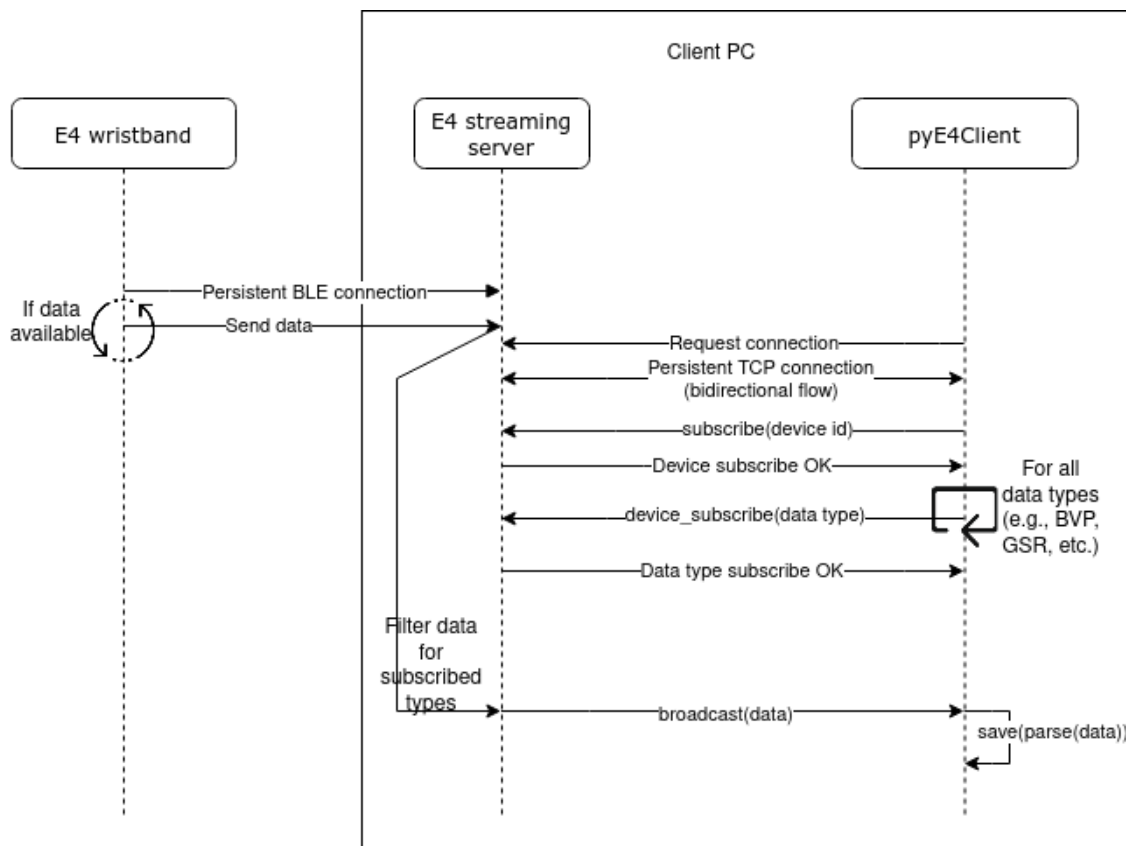 Client PC
E4 wristband
E4 streaming
server
pyE4Client
Persistent BLE connection
If data
available
Send data
Request connection
Persistent TCP connection
(bidirectional flow)
subscribe(device id)
Device subscribe OK
For all
data types
(e.g., BVP,
GSR, etc.)
device_subscribe(data type)
Data type subscribe OK
Filter data
for
subscribed
types
broadcast(data)
save(parse(data))